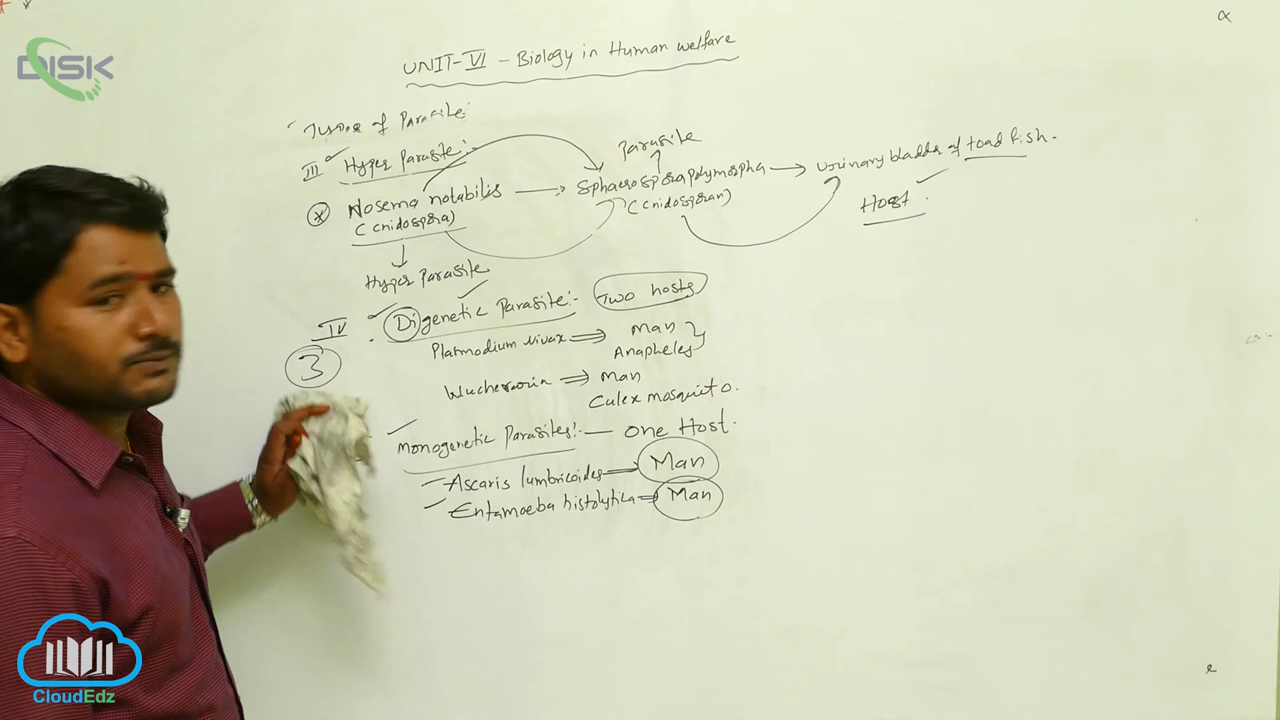 DISK
UNIT-VI - Biology in Human welfare
Types of Parasite:
III Hyper Parasite:-
Nosema notabilis → Sphaerospora polymorpha → Urinary bladder of toad fish.
(Cnidospora)
(Cnidosporan)
Parasite
Host
Hyper Parasite
IV Digenetic Parasite:- Two hosts
3
Platmodium vivax ⇒ Man
Anapheles
Wuchereria ⇒ Man
Culex mosquito.
Monogenetic Parasites:- one Host.
Ascaris lumbricoides → Man
Entamoeba histolytica ⇒ Man
CloudEdz